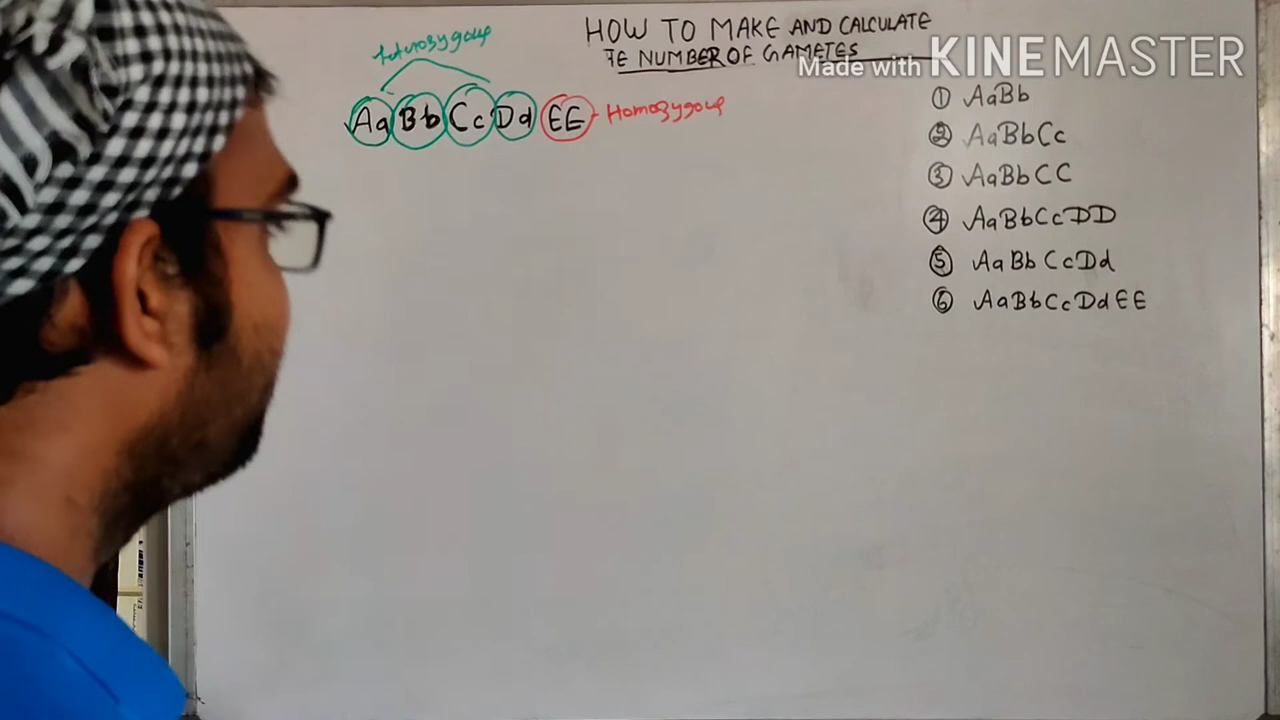 HOW TO MAKE AND CALCULATE
TE NUMBER OF GAMETES
Made with KINEMASTER
AaBbCcDdEE
Homozygous
① AaBb
② AaBbCc
③ AaBbCC
④ AaBbCcDD
⑤ AaBbCcDd
⑥ AaBbCcDdEE